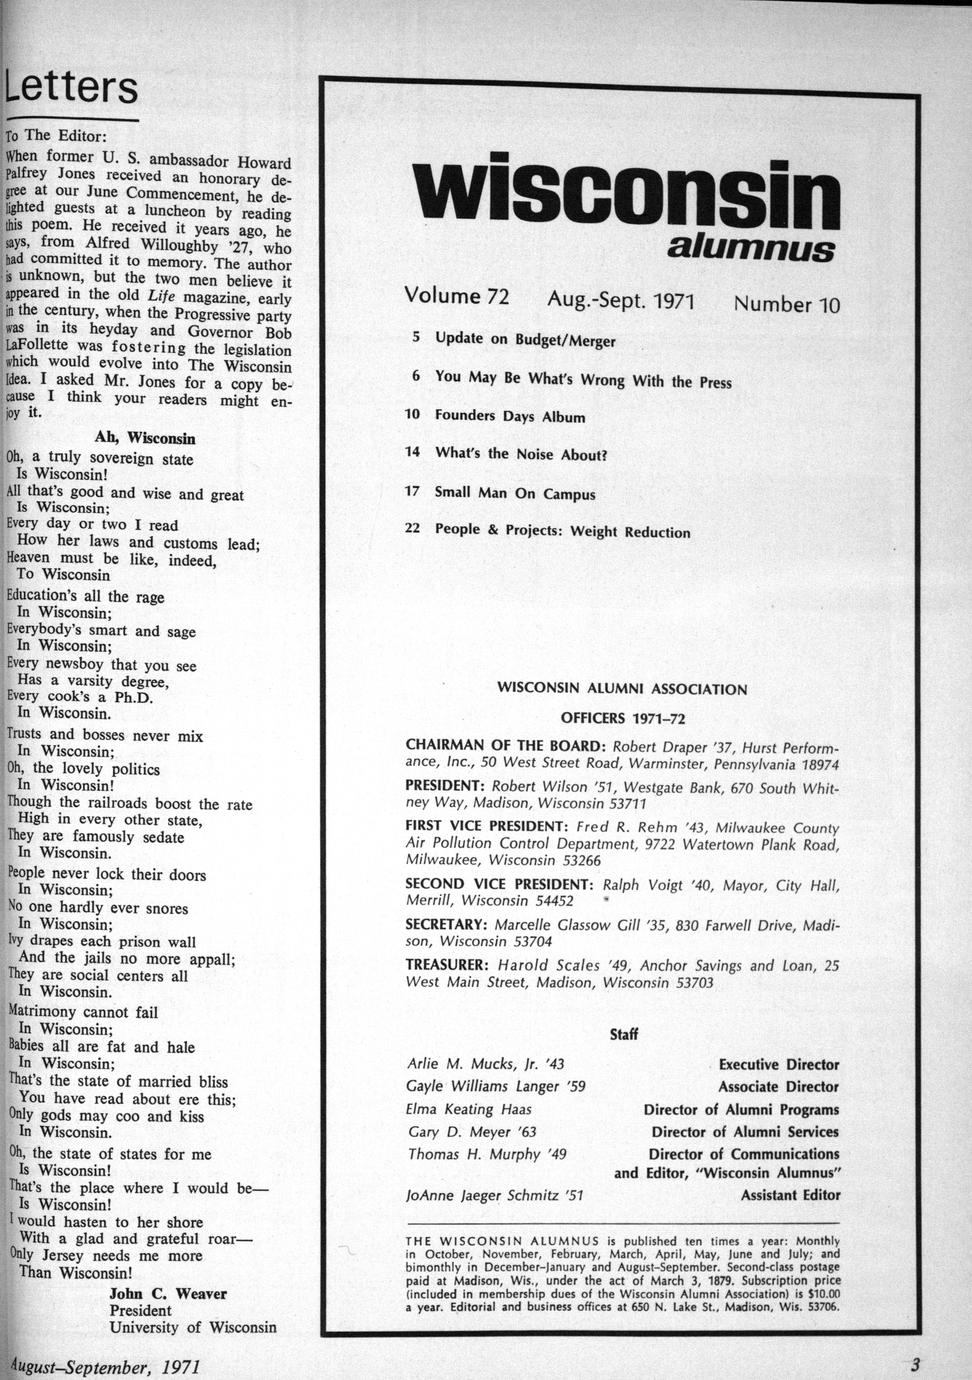 Letters
To The Editor:
When former U. S. ambassador Howard
Palfrey Jones received an honorary de-
gree at our June Commencement, he de-
lighted guests at a luncheon by reading
this poem. He received it years ago, he
says, from Alfred Willoughby '27, who
had committed it to memory. The author
is unknown, but the two men believe it
appeared in the old Life magazine, early
in the century, when the Progressive party
was in its heyday and Governor Bob
LaFollette was fostering the legislation
which would evolve into The Wisconsin
Idea. I asked Mr. Jones for a copy be-
cause I think your readers might en-
joy it.
Ah, Wisconsin
Oh, a truly sovereign state
Is Wisconsin!
All that's good and wise and great
Is Wisconsin;
Every day or two I read
How her laws and customs lead;
Heaven must be like, indeed,
To Wisconsin
Education's all the rage
In Wisconsin;
Everybody's smart and sage
In Wisconsin;
Every newsboy that you see
Has a varsity degree,
Every cook's a Ph.D.
In Wisconsin.
Trusts and bosses never mix
In Wisconsin;
Oh, the lovely politics
In Wisconsin!
Though the railroads boost the rate
High in every other state,
They are famously sedate
In Wisconsin.
People never lock their doors
In Wisconsin;
No one hardly ever snores
In Wisconsin;
Ivy drapes each prison wall
And the jails no more appall;
They are social centers all
In Wisconsin.
Matrimony cannot fail
In Wisconsin;
Babies all are fat and hale
In Wisconsin;
That's the state of married bliss
You have read about ere this;
Only gods may coo and kiss
In Wisconsin.
Oh, the state of states for me
Is Wisconsin!
That's the place where I would be—
Is Wisconsin!
I would hasten to her shore
With a glad and grateful roar—
Only Jersey needs me more
Than Wisconsin!
John C. Weaver
President
University of Wisconsin
wisconsin
alumnus
Volume 72 Aug.-Sept. 1971 Number 10
5 Update on Budget/Merger
6 You May Be What's Wrong With the Press
10 Founders Days Album
14 What's the Noise About?
17 Small Man On Campus
22 People & Projects: Weight Reduction
WISCONSIN ALUMNI ASSOCIATION
OFFICERS 1971–72
CHAIRMAN OF THE BOARD: Robert Draper '37, Hurst Perform-
ance, Inc., 50 West Street Road, Warminster, Pennsylvania 18974
PRESIDENT: Robert Wilson '51, Westgate Bank, 670 South Whit-
ney Way, Madison, Wisconsin 53711
FIRST VICE PRESIDENT: Fred R. Rehm '43, Milwaukee County
Air Pollution Control Department, 9722 Watertown Plank Road,
Milwaukee, Wisconsin 53266
SECOND VICE PRESIDENT: Ralph Voigt '40, Mayor, City Hall,
Merrill, Wisconsin 54452
SECRETARY: Marcelle Glassow Gill '35, 830 Farwell Drive, Madi-
son, Wisconsin 53704
TREASURER: Harold Scales '49, Anchor Savings and Loan, 25
West Main Street, Madison, Wisconsin 53703
Staff
Arlie M. Mucks, Jr. '43 Executive Director
Gayle Williams Langer '59 Associate Director
Elma Keating Haas Director of Alumni Programs
Gary D. Meyer '63 Director of Alumni Services
Thomas H. Murphy '49 Director of Communications
and Editor, "Wisconsin Alumnus"
JoAnne Jaeger Schmitz '51 Assistant Editor
THE WISCONSIN ALUMNUS is published ten times a year: Monthly
in October, November, February, March, April, May, June and July; and
bimonthly in December–January and August–September. Second-class postage
paid at Madison, Wis., under the act of March 3, 1879. Subscription price
(included in membership dues of the Wisconsin Alumni Association) is $10.00
a year. Editorial and business offices at 650 N. Lake St., Madison, Wis. 53706.
August–September, 1971
3